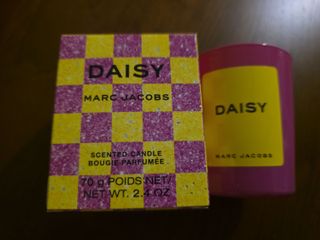 DAISY
MARC JACOBS
SCENTED CANDLE
BOUGIE PARFUMÉE
70 g POIDS NET/
NET WT. 2.4 OZ
DAISY
MARC JACOBS